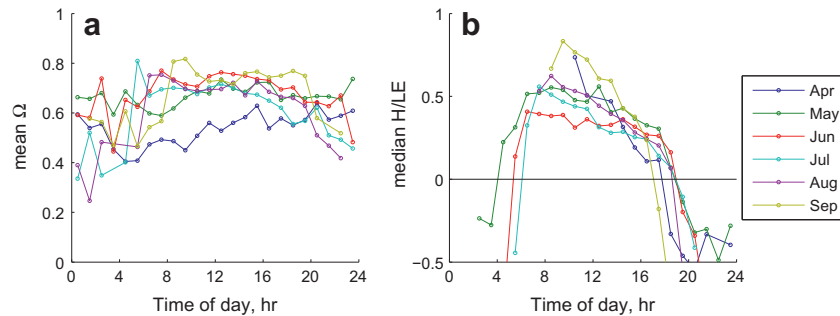 a
mean Ω
1
0.8
0.6
0.4
0.2
0
0 4 8 12 16 20 24
Time of day, hr
b
median H/LE
0.5
0
−0.5
0 4 8 12 16 20 24
Time of day, hr
Apr
May
Jun
Jul
Aug
Sep